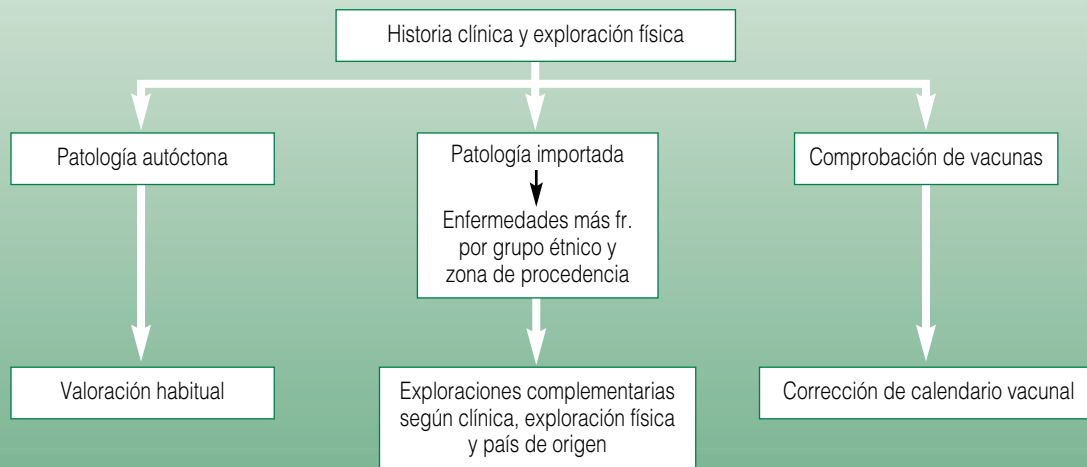 Historia clínica y exploración física
Patología autóctona
Patología importada
Enfermedades más fr.
por grupo étnico y
zona de procedencia
Comprobación de vacunas
Valoración habitual
Exploraciones complementarias
según clínica, exploración física
y país de origen
Corrección de calendario vacunal